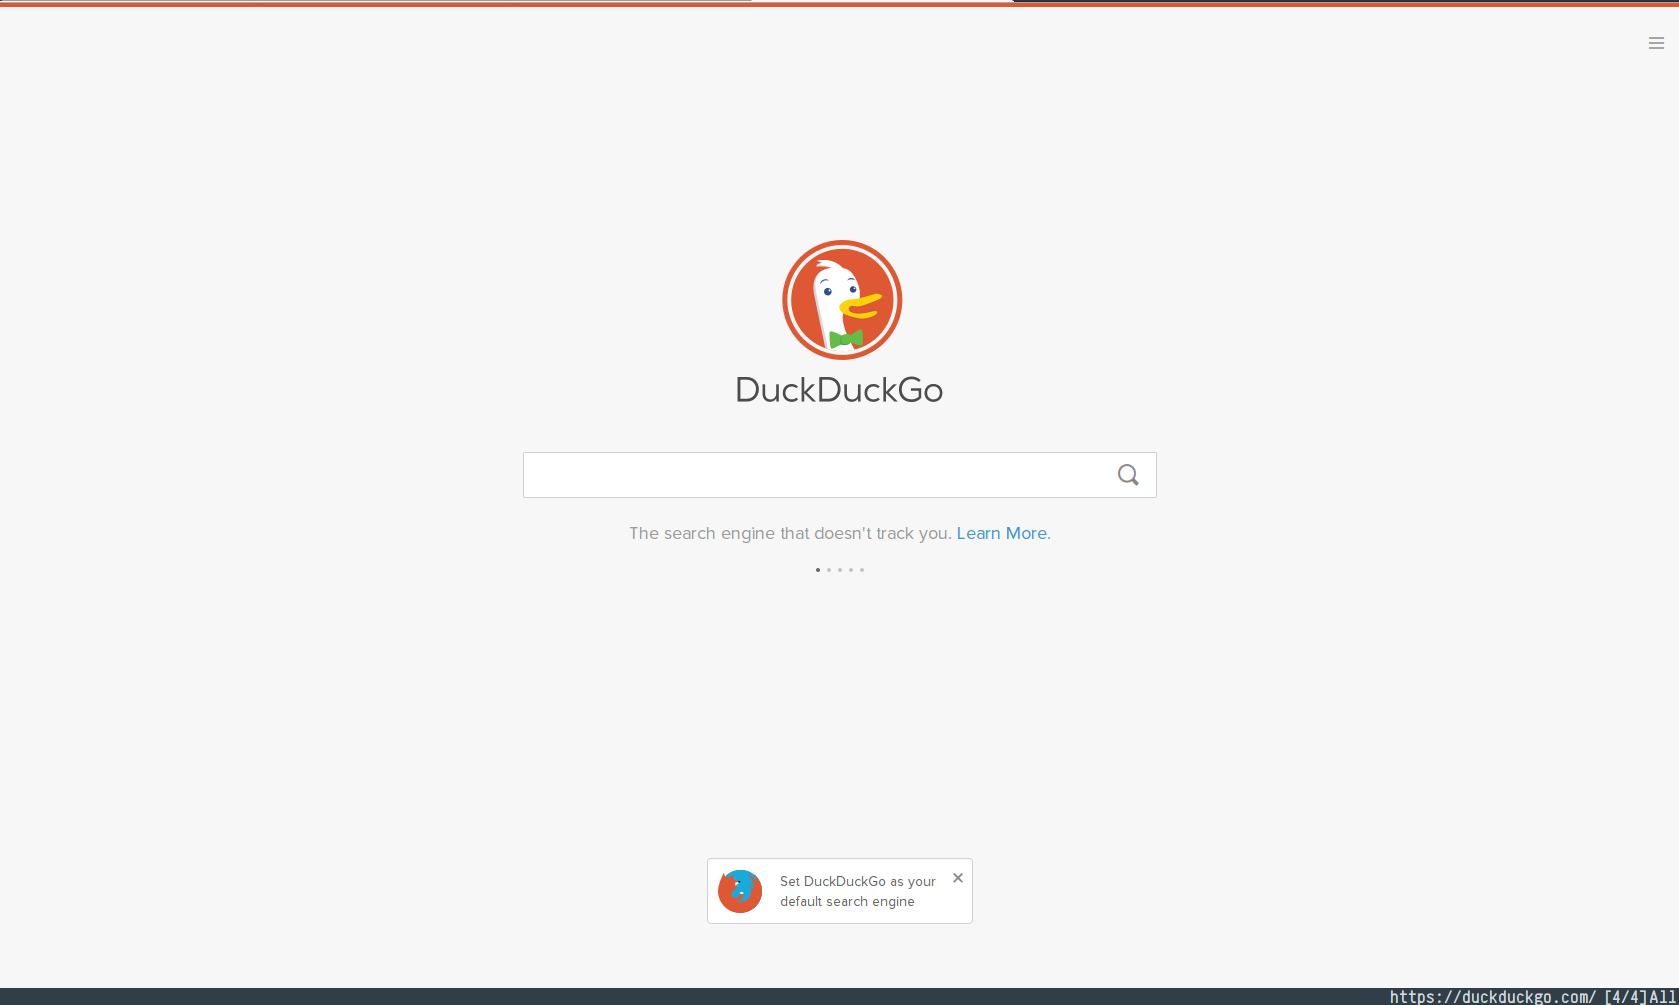 DuckDuckGo
The search engine that doesn't track you. Learn More.
Set DuckDuckGo as your
default search engine
https://duckduckgo.com/ [4/4]All